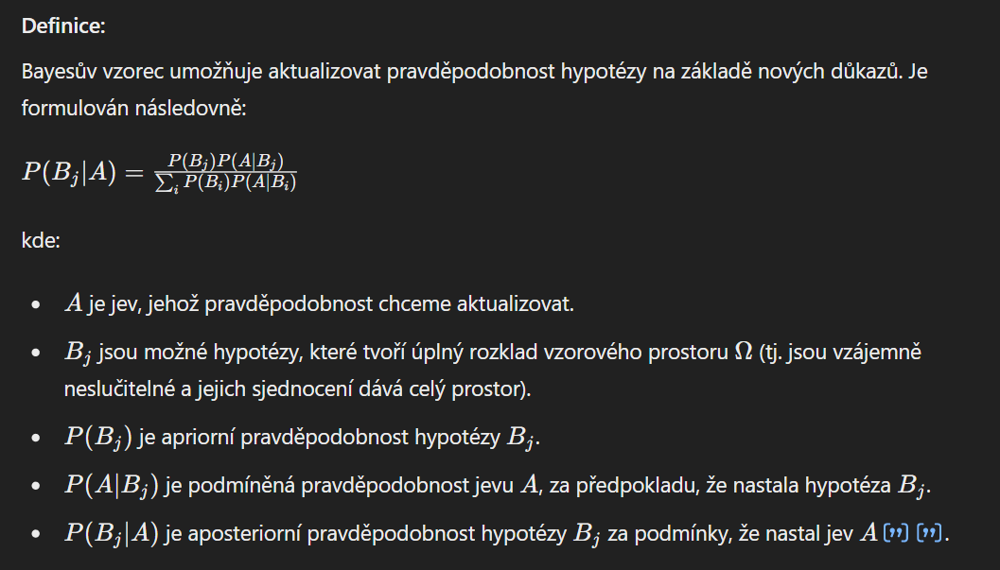 Definice:
Bayesův vzorec umožňuje aktualizovat pravděpodobnost hypotézy na základě nových důkazů. Je
formulován následovně:
P(B_j|A) = \frac{P(B_j)P(A|B_j)}{\sum_i P(B_i)P(A|B_i)}
kde:
• A je jev, jehož pravděpodobnost chceme aktualizovat.
• B_j jsou možné hypotézy, které tvoří úplný rozklad vzorového prostoru Ω (tj. jsou vzájemně
neslučitelné a jejich sjednocení dává celý prostor).
• P(B_j) je apriorní pravděpodobnost hypotézy B_j.
• P(A|B_j) je podmíněná pravděpodobnost jevu A, za předpokladu, že nastala hypotéza B_j.
• P(B_j|A) je aposteriorní pravděpodobnost hypotézy B_j za podmínky, že nastal jev A [”] [”].